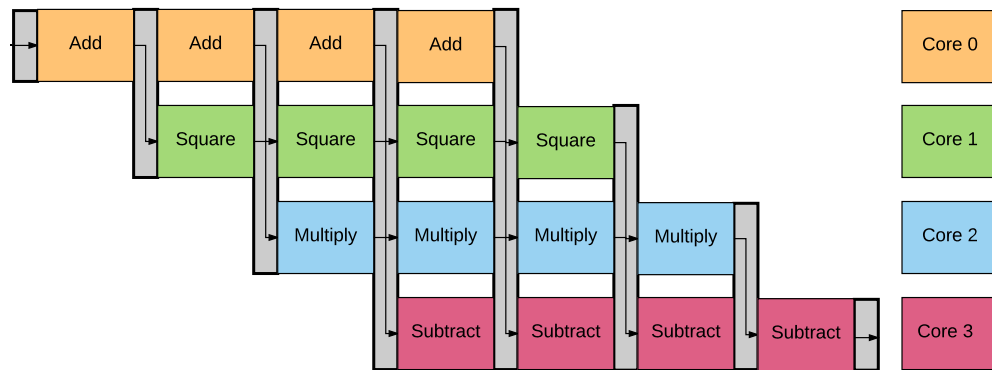 Add Add Add Add Core 0
Square Square Square Square Core 1
Multiply Multiply Multiply Multiply Core 2
Subtract Subtract Subtract Subtract Core 3